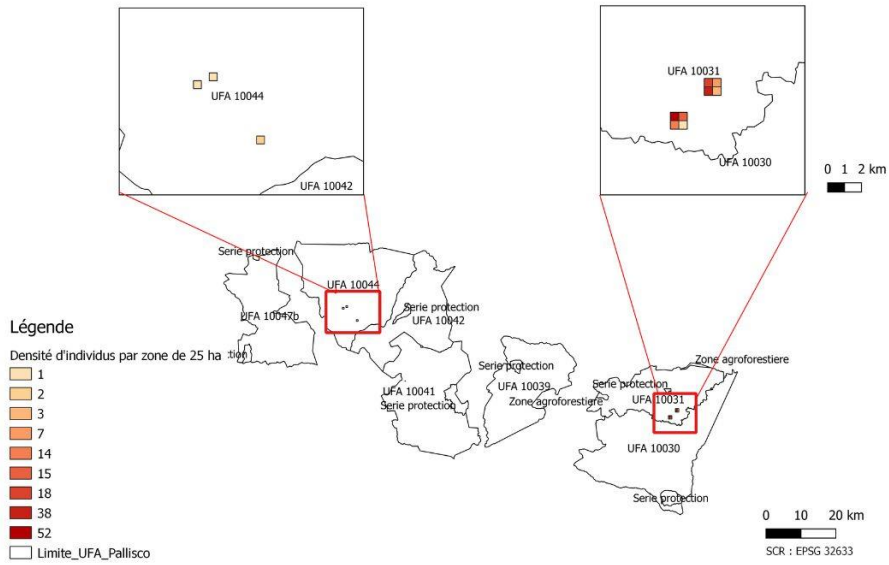 UFA 10044
UFA 10042
UFA 10031
UFA 10030
0 1 2 km
Serie protection
UFA 10044
UFA 10047b
Serie protection
UFA 10042
Serie protection
UFA 10041
UFA 10039
Serie protection
Zone agroforestiere
Zone agroforestiere
Serie protection
UFA 10031
UFA 10030
Serie protection
Légende
Densité d'individus par zone de 25 ha
1
2
3
7
14
15
18
38
52
Limite_UFA_Pallisco
0 10 20 km
SCR : EPSG 32633